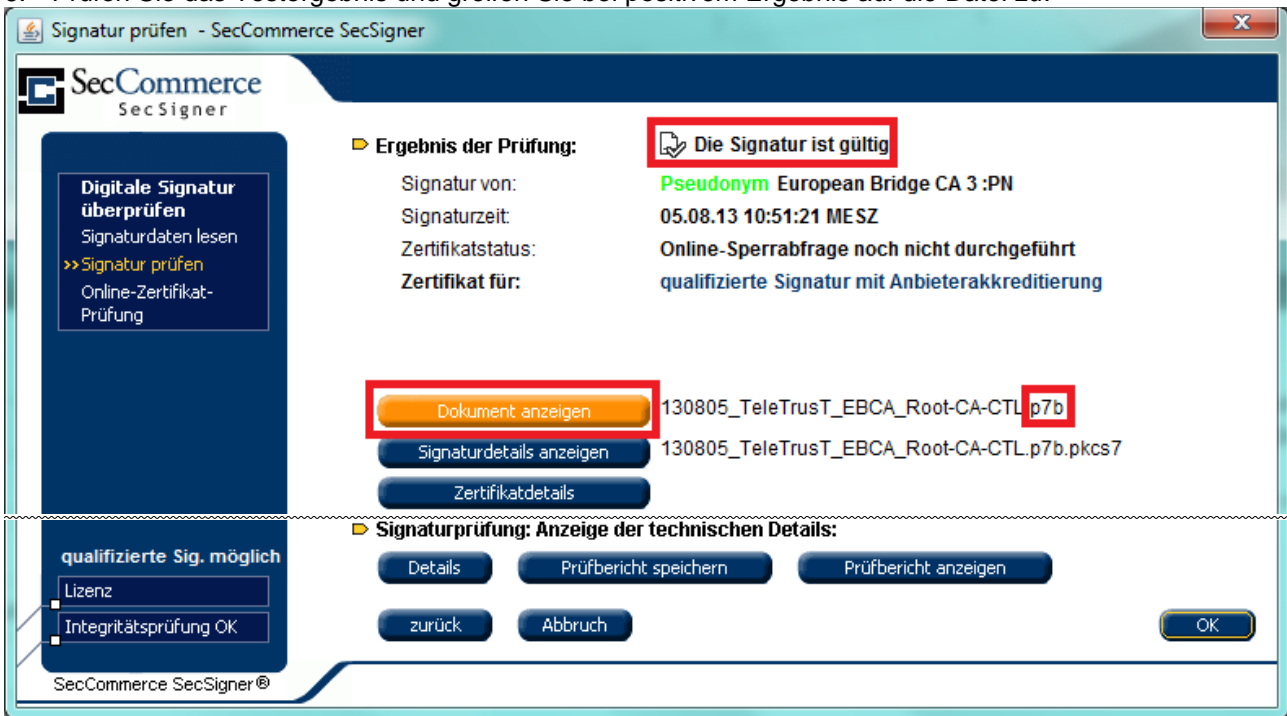 Signatur prüfen - SecCommerce SecSigner
SecCommerce
SecSigner
Digitale Signatur
überprüfen
Signaturdaten lesen
>>Signatur prüfen
Online-Zertifikat-
Prüfung
Ergebnis der Prüfung: Die Signatur ist gültig
Signatur von: Pseudonym European Bridge CA 3 :PN
Signaturzeit: 05.08.13 10:51:21 MESZ
Zertifikatstatus: Online-Sperrabfrage noch nicht durchgeführt
Zertifikat für: qualifizierte Signatur mit Anbieterakkreditierung
Dokument anzeigen 130805_TeleTrusT_EBCA_Root-CA-CTL.p7b
Signaturdetails anzeigen 130805_TeleTrusT_EBCA_Root-CA-CTL.p7b.pkcs7
Zertifikatdetails
Signaturprüfung: Anzeige der technischen Details:
Details Prüfbericht speichern Prüfbericht anzeigen
zurück Abbruch OK
qualifizierte Sig. möglich
Lizenz
Integritätsprüfung OK
SecCommerce SecSigner®